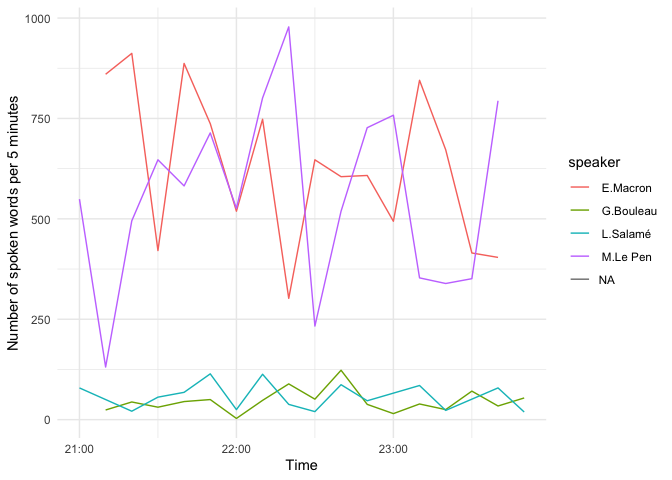 1000
750
500
250
0
Number of spoken words per 5 minutes
21:00
22:00
23:00
Time
speaker
E.Macron
G.Bouleau
L.Salamé
M.Le Pen
NA